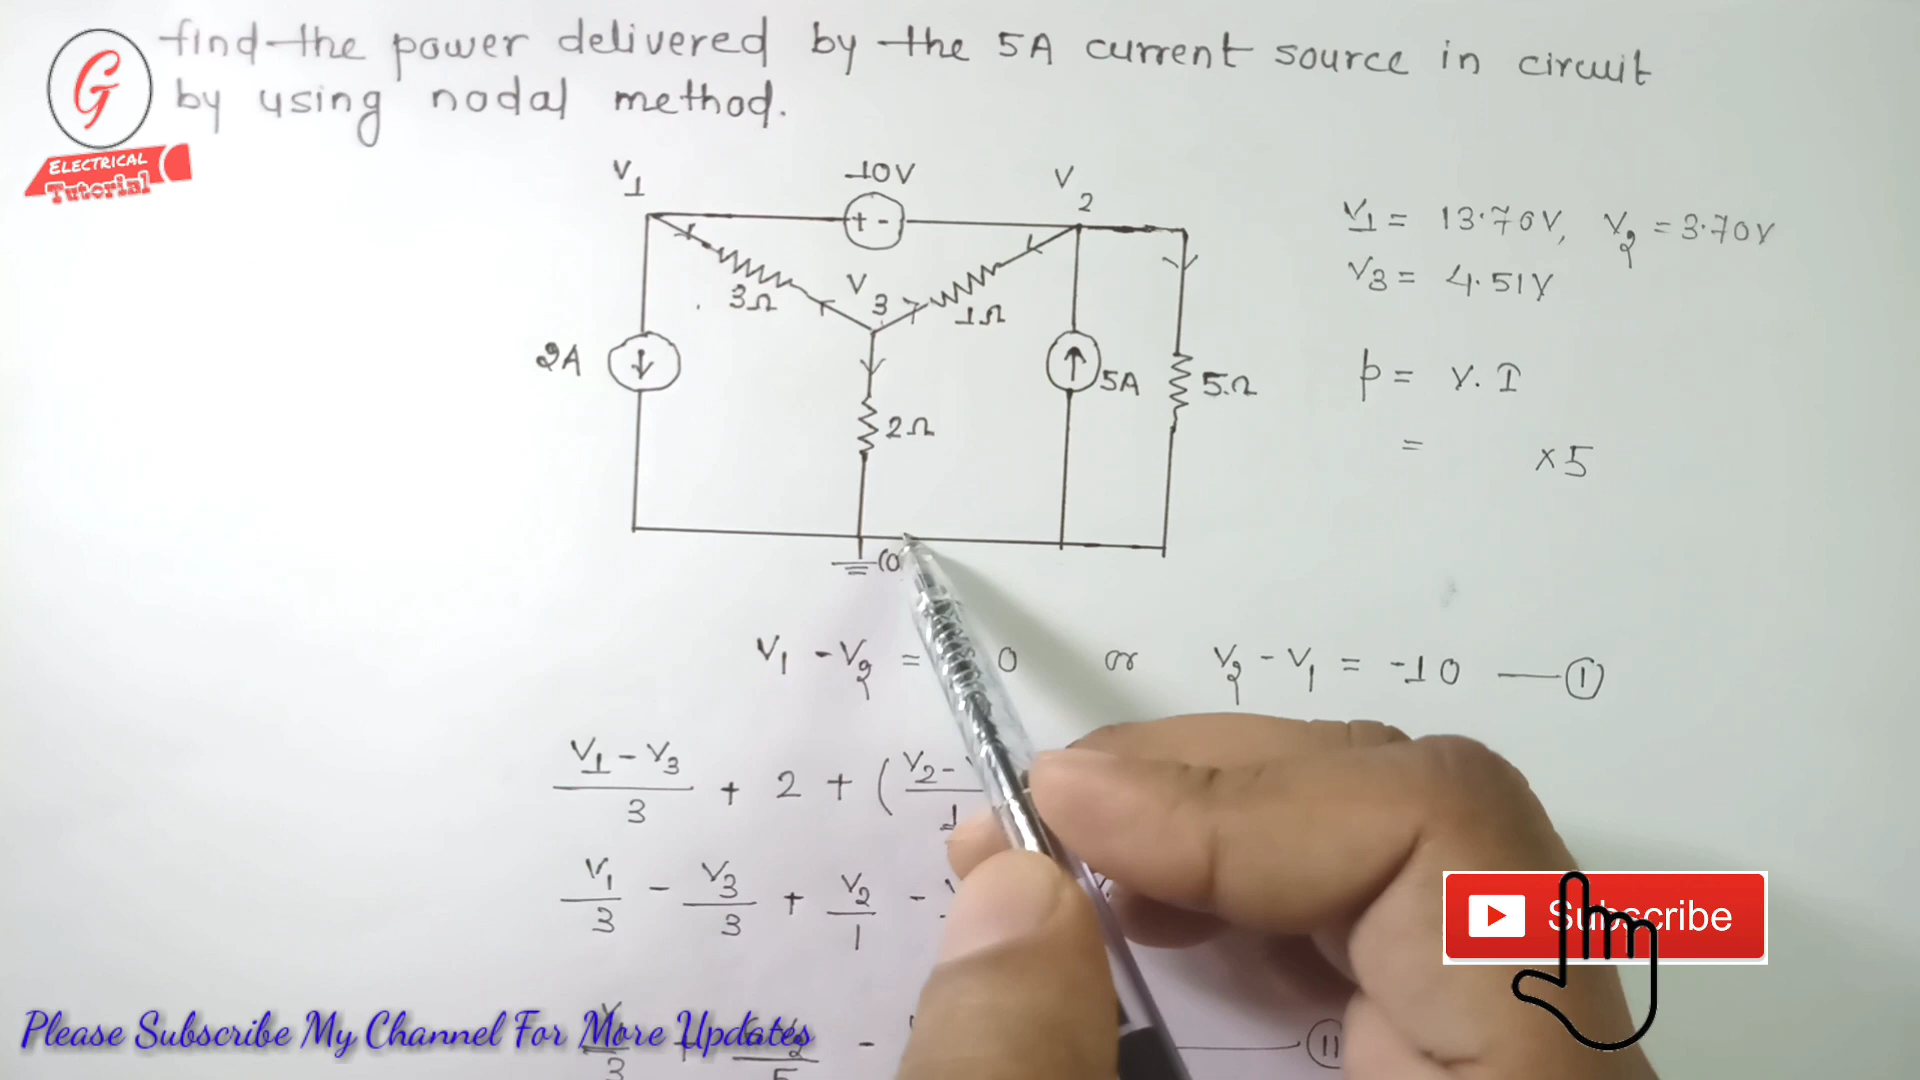 find the power delivered by the 5A current source in circuit
by using nodal method.
G
ELECTRICAL
Tutorial
V1
10V
V2
+ -
3Ω
V3
1Ω
2A
5A
5Ω
2Ω
V1 = 13.70V, V2 = 3.70V
V3 = 4.51V
P = V.I
= ×5
(0
V1 - V2 = 0 or V2 - V1 = -10 — 1
V1 - V3 / 3 + 2 + (V2 - / 1
V1/3 - V3/3 + V2/1 -
Subscribe
Please Subscribe My Channel For More Updates
11